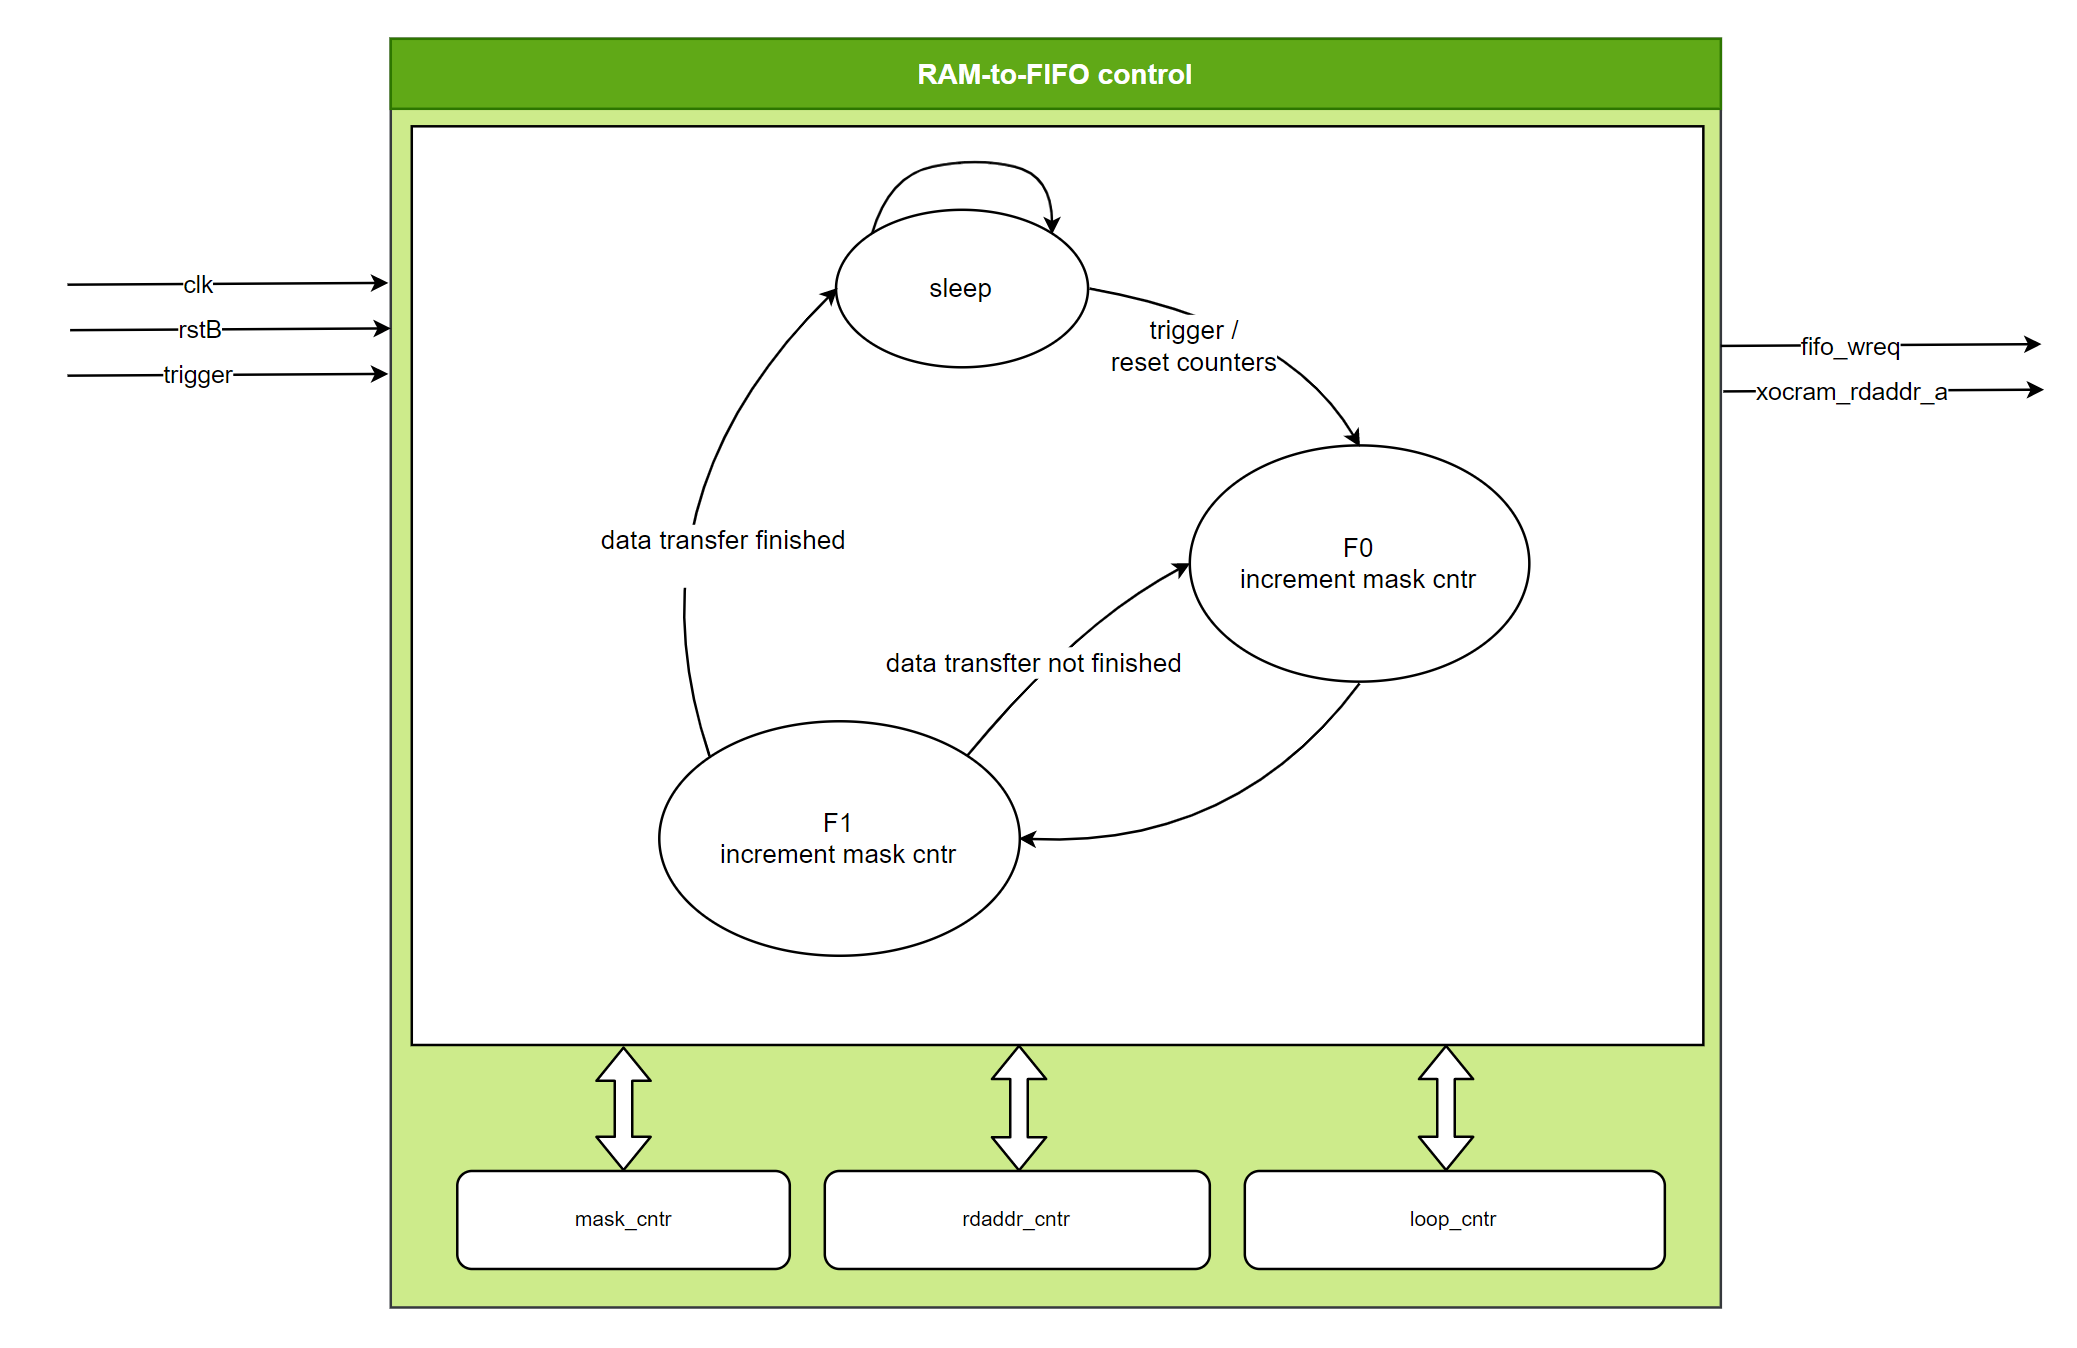 RAM-to-FIFO control
sleep
clk
rstB
trigger
trigger /
reset counters
fifo_wreq
xocram_rdaddr_a
data transfer finished
F0
increment mask cntr
data transfter not finished
F1
increment mask cntr
mask_cntr
rdaddr_cntr
loop_cntr